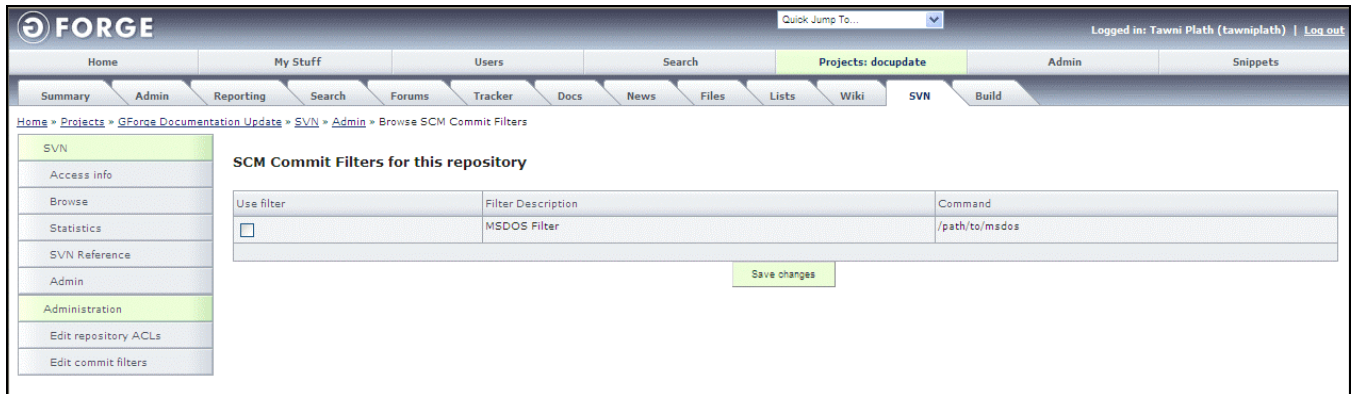 GFORGE
Quick Jump To...
Logged in: Tawni Plath (tawniplath) | Log out
Home My Stuff Users Search Projects: docupdate Admin Snippets
Summary Admin Reporting Search Forums Tracker Docs News Files Lists Wiki SVN Build
Home » Projects » GForge Documentation Update » SVN » Admin » Browse SCM Commit Filters
SVN
Access info
Browse
Statistics
SVN Reference
Admin
Administration
Edit repository ACLs
Edit commit filters
SCM Commit Filters for this repository
Use filter Filter Description Command
MSDOS Filter /path/to/msdos
Save changes